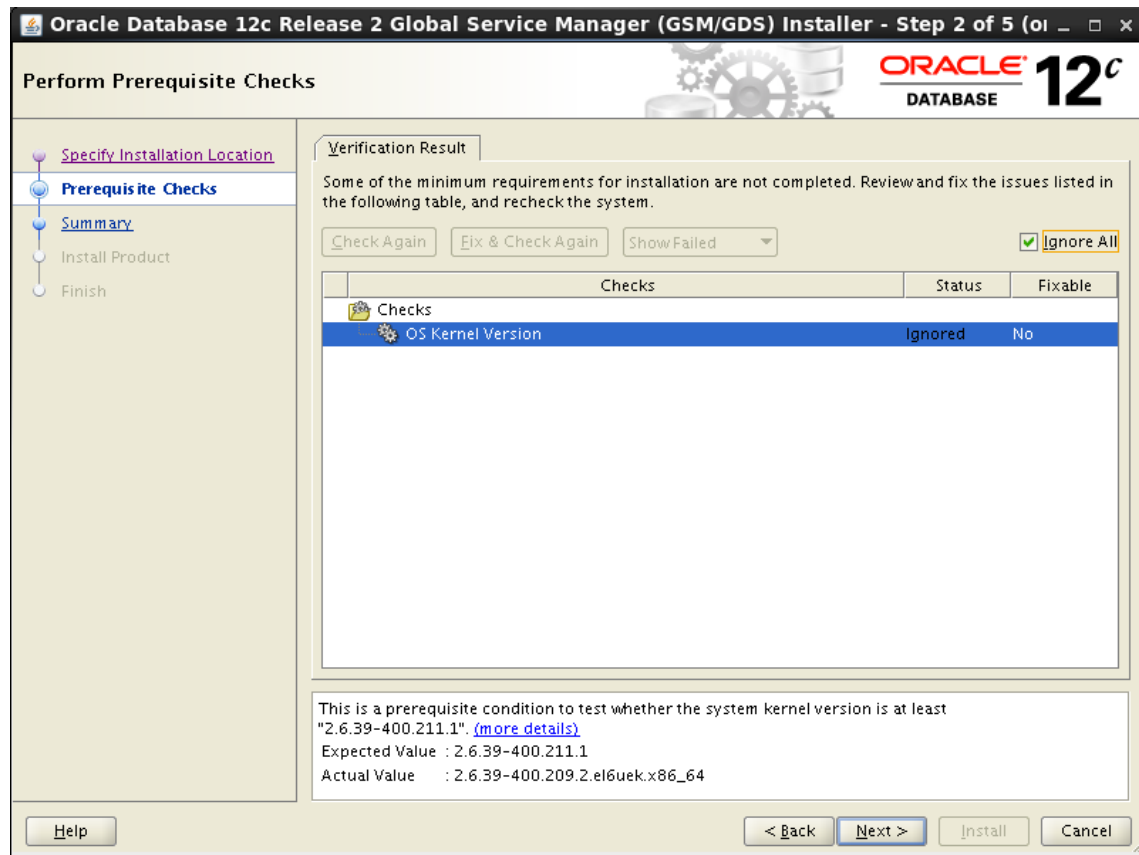 Oracle Database 12c Release 2 Global Service Manager (GSM/GDS) Installer - Step 2 of 5 (or
Perform Prerequisite Checks
ORACLE
DATABASE
12c
Specify Installation Location
Prerequisite Checks
Summary
Install Product
Finish
Verification Result
Some of the minimum requirements for installation are not completed. Review and fix the issues listed in
the following table, and recheck the system.
Check Again Fix & Check Again Show Failed Ignore All
Checks Status Fixable
Checks
OS Kernel Version Ignored No
This is a prerequisite condition to test whether the system kernel version is at least
"2.6.39-400.211.1". (more details)
Expected Value : 2.6.39-400.211.1
Actual Value : 2.6.39-400.209.2.el6uek.x86_64
Help < Back Next > Install Cancel